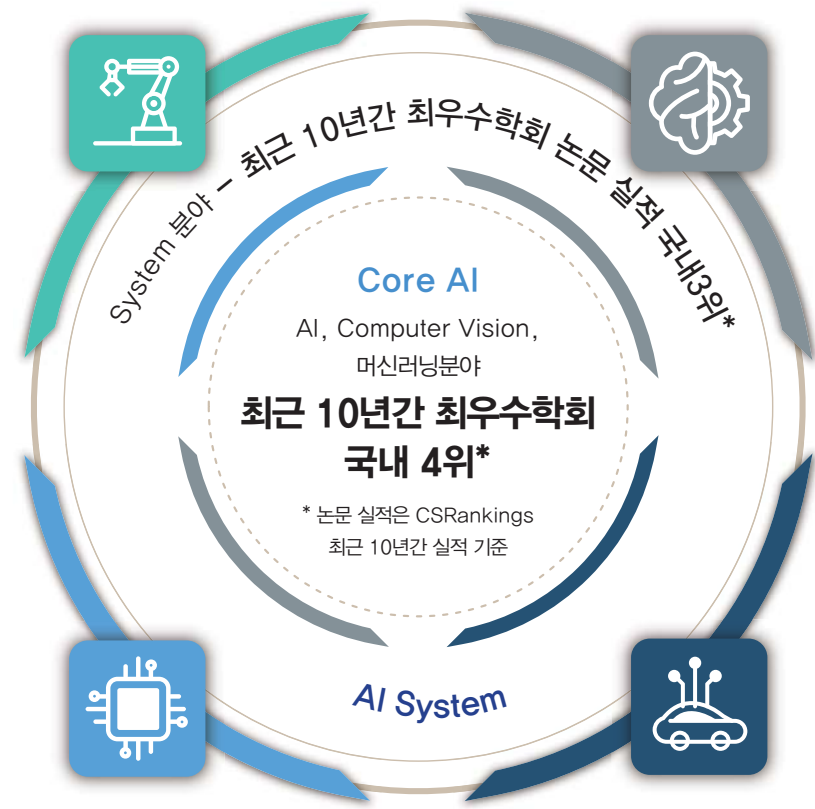 System 분야 - 최근 10년간 최우수학회 논문 실적 국내3위*
Core AI
AI, Computer Vision,
머신러닝분야
최근 10년간 최우수학회
국내 4위*
* 논문 실적은 CSRankings
최근 10년간 실적 기준
AI System